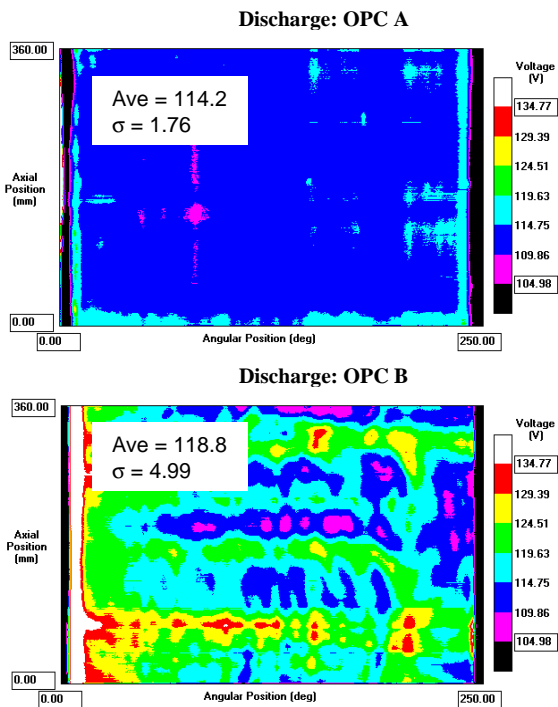 Discharge: OPC A
360.00
Ave = 114.2
σ = 1.76
Axial
Position
(mm)
0.00
0.00
Angular Position (deg)
250.00
Voltage
(V)
134.77
129.39
124.51
119.63
114.75
109.86
104.98
Discharge: OPC B
360.00
Ave = 118.8
σ = 4.99
Axial
Position
(mm)
0.00
0.00
Angular Position (deg)
250.00
Voltage
(V)
134.77
129.39
124.51
119.63
114.75
109.86
104.98